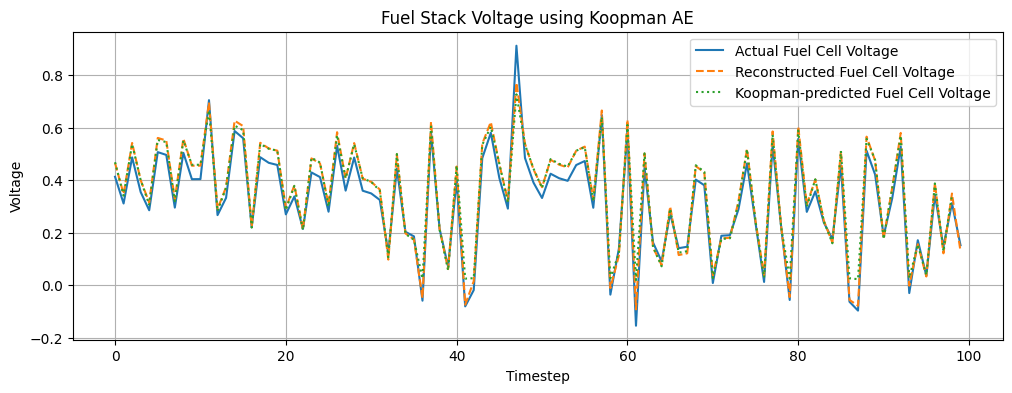 Fuel Stack Voltage using Koopman AE
Actual Fuel Cell Voltage
Reconstructed Fuel Cell Voltage
Koopman-predicted Fuel Cell Voltage
Voltage
0.8
0.6
0.4
0.2
0.0
−0.2
0 20 40 60 80 100
Timestep